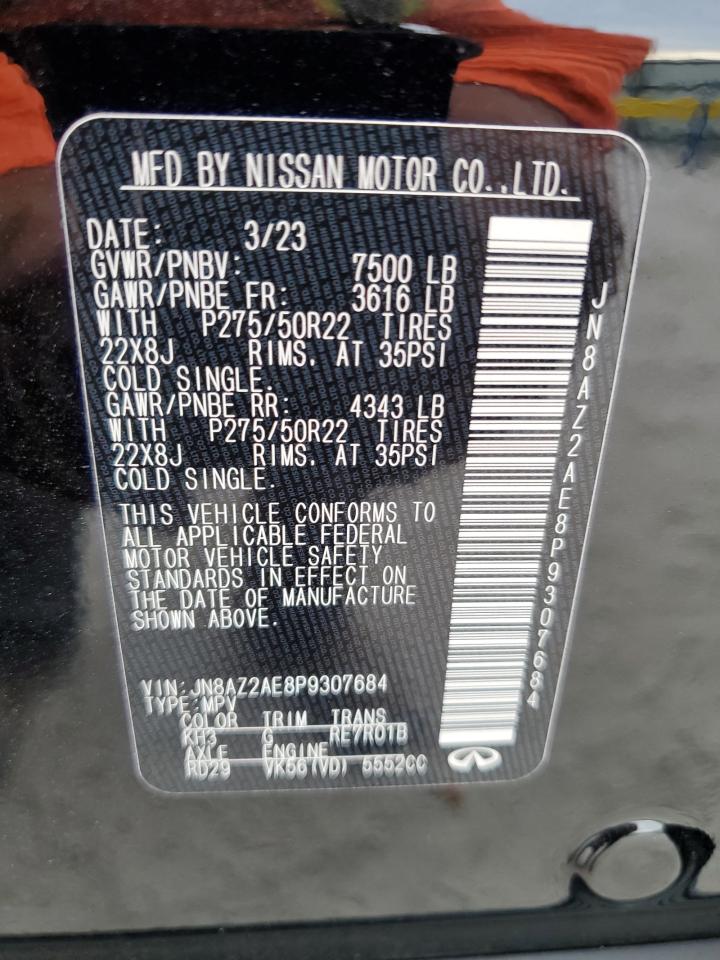 MFD BY NISSAN MOTOR CO.,LTD.
DATE: 3/23
GVWR/PNBV: 7500 LB
GAWR/PNBE FR: 3616 LB
WITH P275/50R22 TIRES
22X8J RIMS. AT 35PSI
COLD SINGLE.
GAWR/PNBE RR: 4343 LB
WITH P275/50R22 TIRES
22X8J RIMS. AT 35PSI
COLD SINGLE.
THIS VEHICLE CONFORMS TO
ALL APPLICABLE FEDERAL
MOTOR VEHICLE SAFETY
STANDARDS IN EFFECT ON
THE DATE OF MANUFACTURE
SHOWN ABOVE.
VIN:JN8AZ2AE8P9307684
TYPE:MPV
COLOR TRIM TRANS
KH3 G RE7R01B
AXLE ENGINE
RD29 VK56(VD) 5552CC
JN8AZ2AE8P9307684